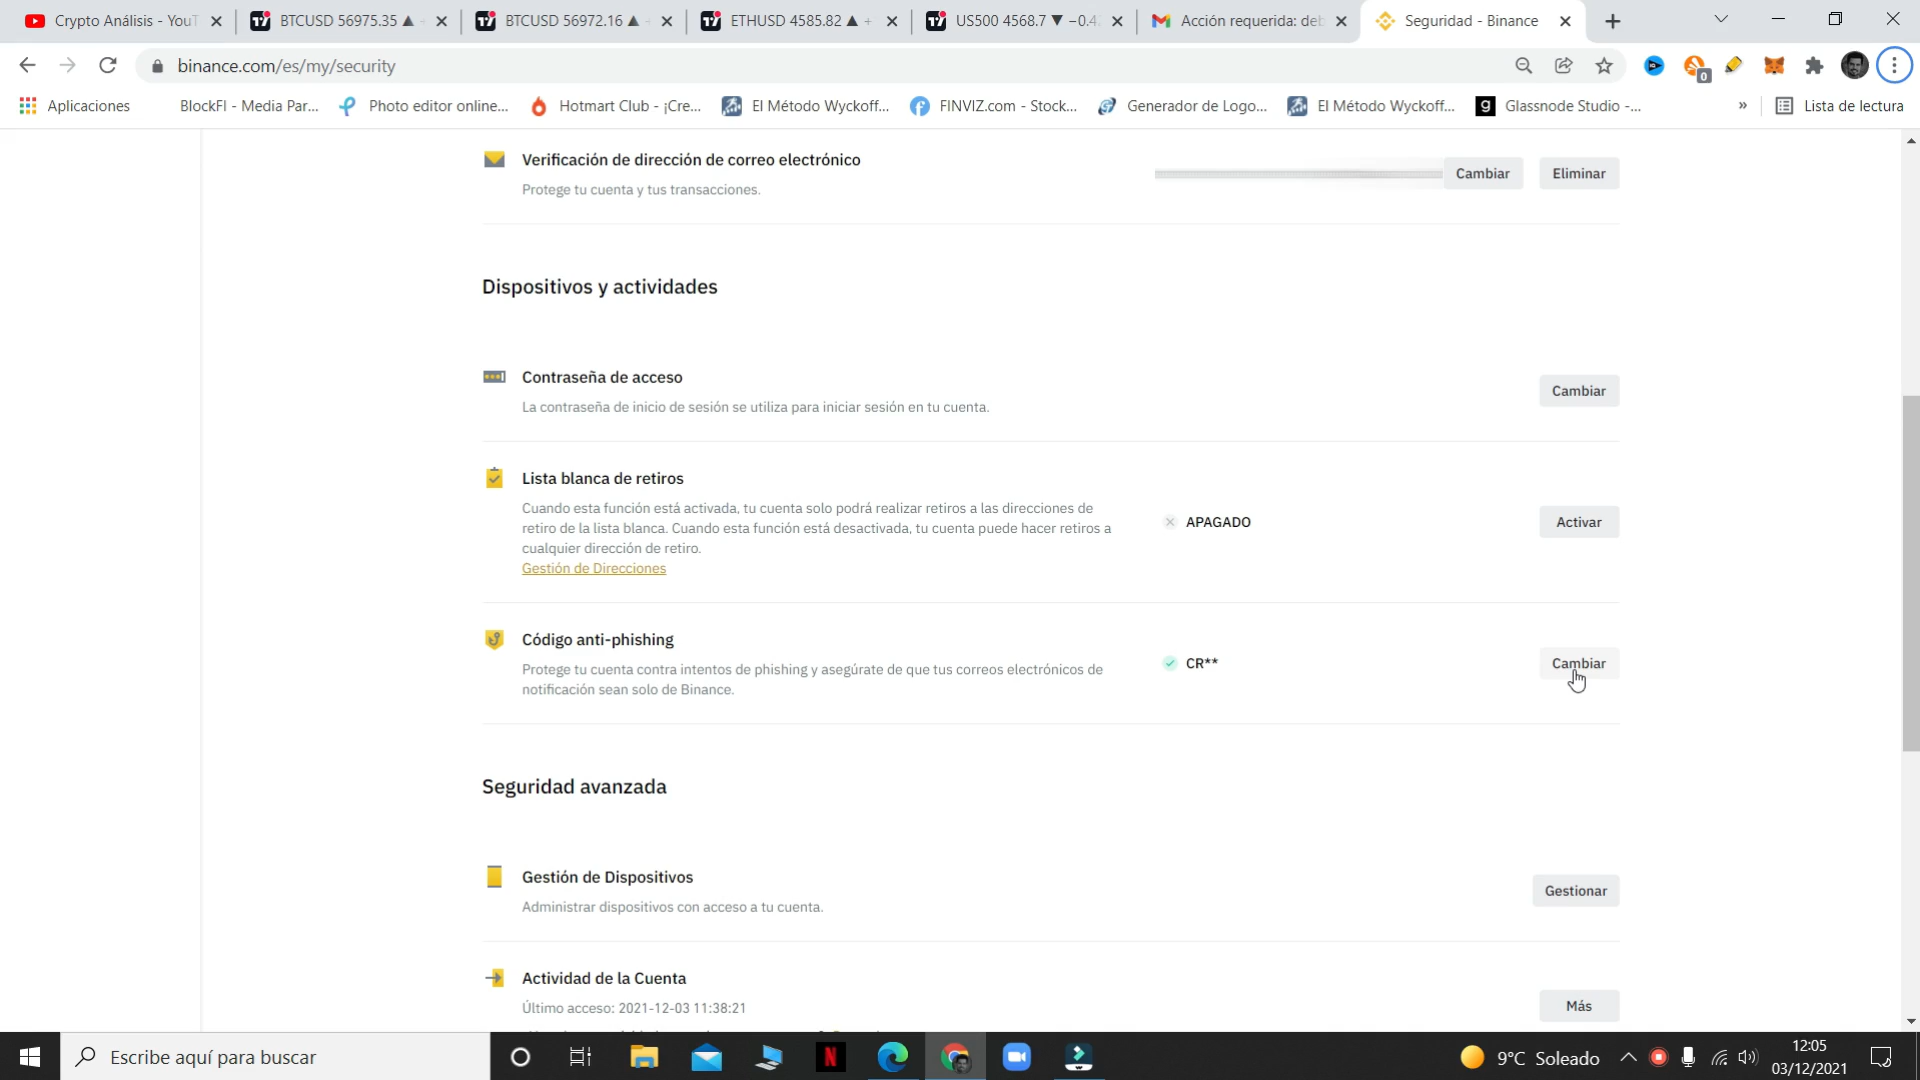 Crypto Análisis - YouT
BTCUSD 56975.35 ▲
BTCUSD 56972.16 ▲
ETHUSD 4585.82 ▲ +
US500 4568.7 ▼ −0.4
Acción requerida: deb
Seguridad - Binance
binance.com/es/my/security
0
Aplicaciones
BlockFI - Media Par...
Photo editor online...
Hotmart Club - ¡Cre...
El Método Wyckoff...
FINVIZ.com - Stock...
Generador de Logo...
El Método Wyckoff...
Glassnode Studio -...
»
Lista de lectura
Verificación de dirección de correo electrónico
Protege tu cuenta y tus transacciones.
Cambiar
Eliminar
Dispositivos y actividades
Contraseña de acceso
La contraseña de inicio de sesión se utiliza para iniciar sesión en tu cuenta.
Cambiar
Lista blanca de retiros
Cuando esta función está activada, tu cuenta solo podrá realizar retiros a las direcciones de
retiro de la lista blanca. Cuando esta función está desactivada, tu cuenta puede hacer retiros a
cualquier dirección de retiro.
Gestión de Direcciones
APAGADO
Activar
Código anti-phishing
Protege tu cuenta contra intentos de phishing y asegúrate de que tus correos electrónicos de
notificación sean solo de Binance.
CR**
Cambiar
Seguridad avanzada
Gestión de Dispositivos
Administrar dispositivos con acceso a tu cuenta.
Gestionar
Actividad de la Cuenta
Último acceso: 2021-12-03 11:38:21
Más
Escribe aquí para buscar
9°C Soleado
12:05
03/12/2021